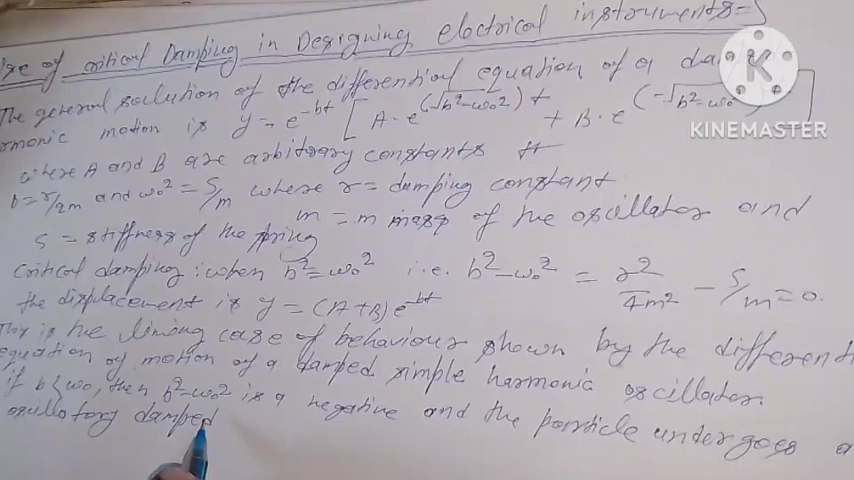 of critical Damping in Designing electrical instruments =>
The general solution of the differential equation of a
rmonic motion is y = e^-bt [ A . e^(√b²-ω₀²) t + B . e^(-√b²-ω₀²
where A and B are arbitrary constants
b = r/2m and ω₀² = S/m where r = damping constant
m = m mass of the oscillator and
S = stiffness of the spring
critical damping : when b² = ω₀² i.e. b² - ω₀² = r²/4m² - S/m = 0.
the displacement is y = (A+B) e^-bt
This is the liming case of behaviour shown by the different
equation of motion of a damped simple harmonic oscillator.
if b < ω₀, then b² - ω₀² is a negative and the particle undergoes
oscillatory damped
K
KINEMASTER